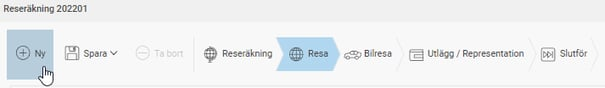 Reseräkning 202201
Ny Spara Ta bort Reseräkning Resa Bilresa Utlägg / Representation Slutför